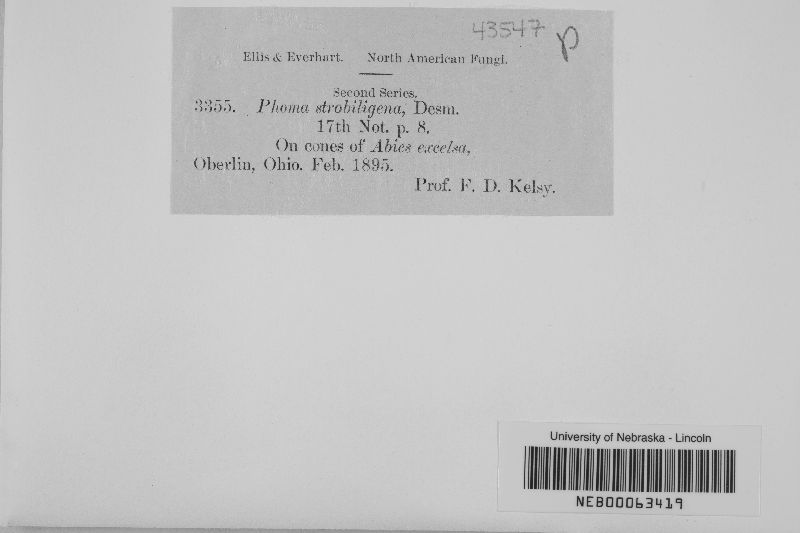 43547 p
Ellis & Everhart. North American Fungi.
Second Series.
3355. Phoma strobiligena, Desm.
17th Not. p. 8.
On cones of Abies excelsa,
Oberlin, Ohio. Feb. 1895.
Prof. F. D. Kelsy.
University of Nebraska - Lincoln
NEB00063419